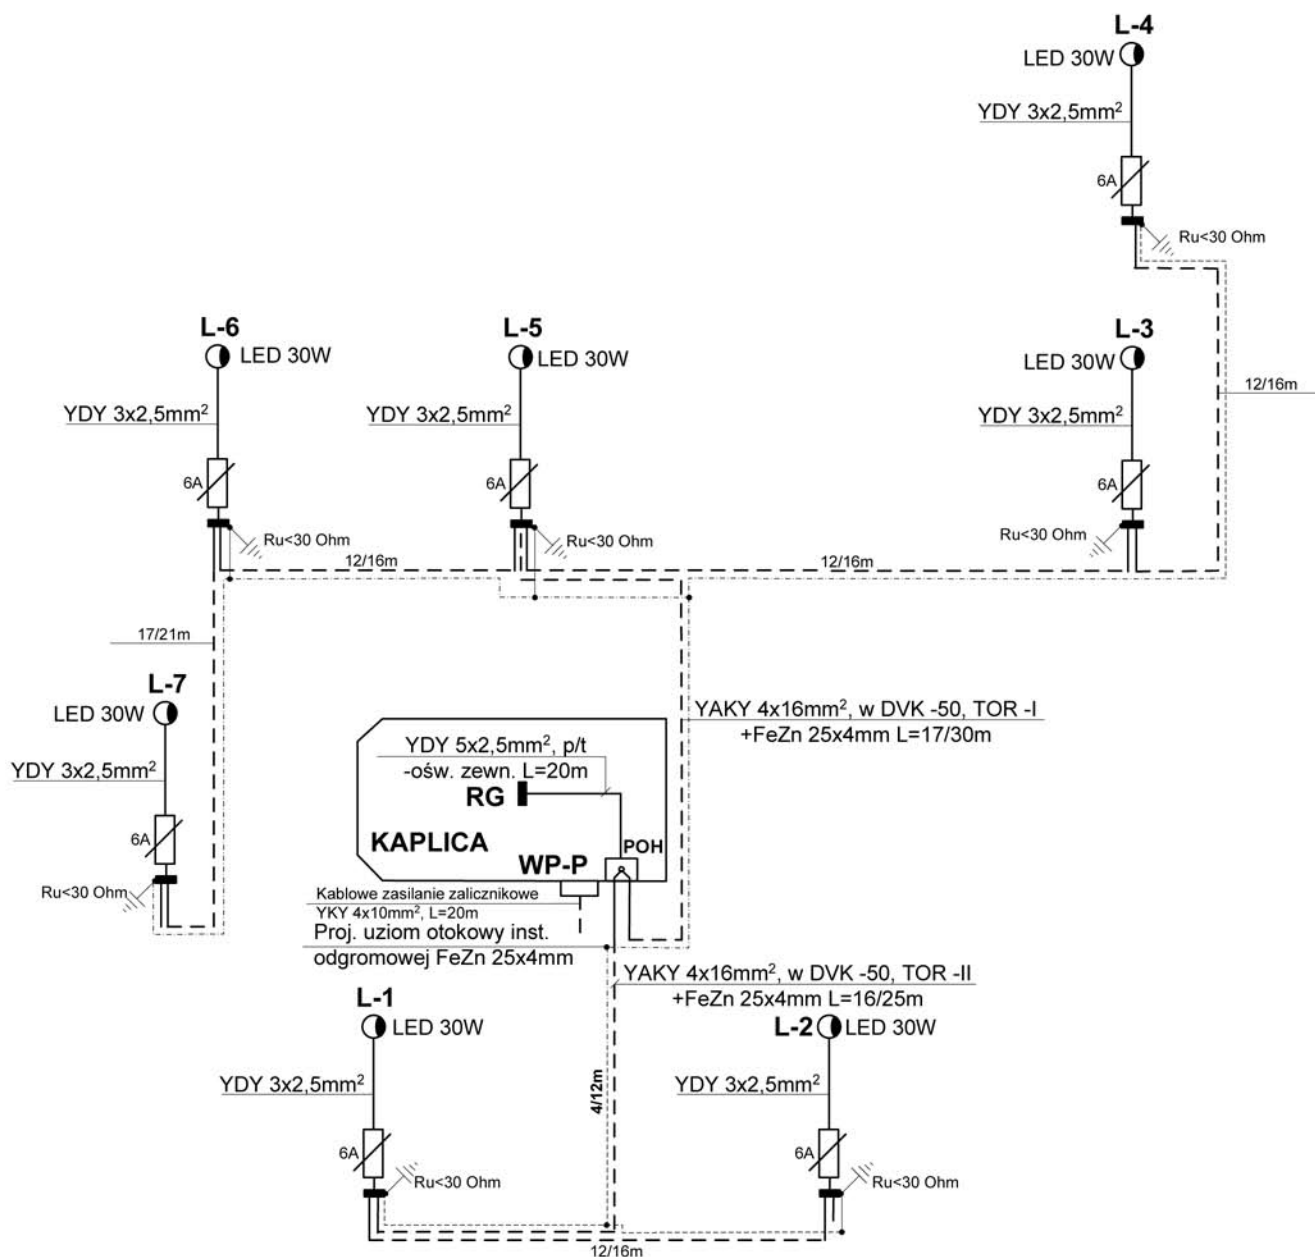 L-4
LED 30W
YDY 3x2,5mm²
6A
Ru<30 Ohm
L-6
LED 30W
YDY 3x2,5mm²
6A
Ru<30 Ohm
L-5
LED 30W
YDY 3x2,5mm²
6A
Ru<30 Ohm
L-3
LED 30W
YDY 3x2,5mm²
6A
Ru<30 Ohm
12/16m
12/16m
12/16m
17/21m
L-7
LED 30W
YDY 3x2,5mm²
6A
Ru<30 Ohm
YAKY 4x16mm², w DVK -50, TOR -I
+FeZn 25x4mm L=17/30m
YDY 5x2,5mm², p/t
-ośw. zewn. L=20m
RG
KAPLICA
POH
WP-P
Kablowe zasilanie zalicznikowe
YKY 4x10mm², L=20m
Proj. uziom otokowy inst.
odgromowej FeZn 25x4mm
YAKY 4x16mm², w DVK -50, TOR -II
+FeZn 25x4mm L=16/25m
L-1
LED 30W
YDY 3x2,5mm²
6A
Ru<30 Ohm
4/12m
L-2
LED 30W
YDY 3x2,5mm²
6A
Ru<30 Ohm
12/16m